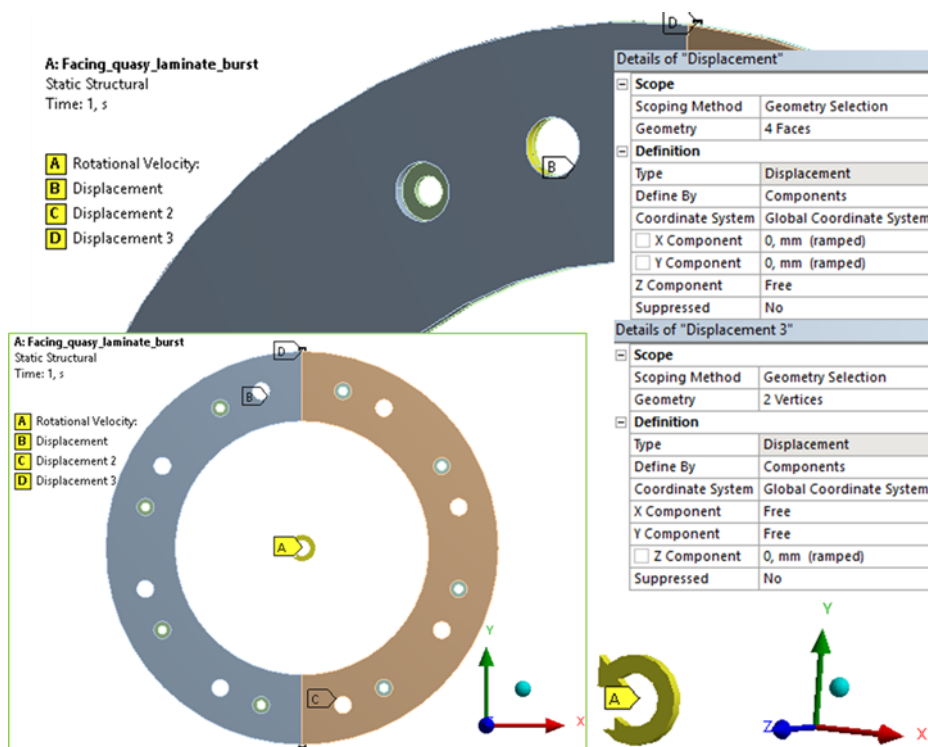 D
A: Facing_quasy_laminate_burst
Static Structural
Time: 1, s
A Rotational Velocity:
B Displacement
C Displacement 2
D Displacement 3
B
Details of "Displacement"
Scope
Scoping Method Geometry Selection
Geometry 4 Faces
Definition
Type Displacement
Define By Components
Coordinate System Global Coordinate System
X Component 0, mm (ramped)
Y Component 0, mm (ramped)
Z Component Free
Suppressed No
Details of "Displacement 3"
Scope
Scoping Method Geometry Selection
Geometry 2 Vertices
Definition
Type Displacement
Define By Components
Coordinate System Global Coordinate System
X Component Free
Y Component Free
Z Component 0, mm (ramped)
Suppressed No
A: Facing_quasy_laminate_burst
Static Structural
Time: 1, s
A Rotational Velocity:
B Displacement
C Displacement 2
D Displacement 3
D
B
A
C
Y
X
A
Y
Z
X